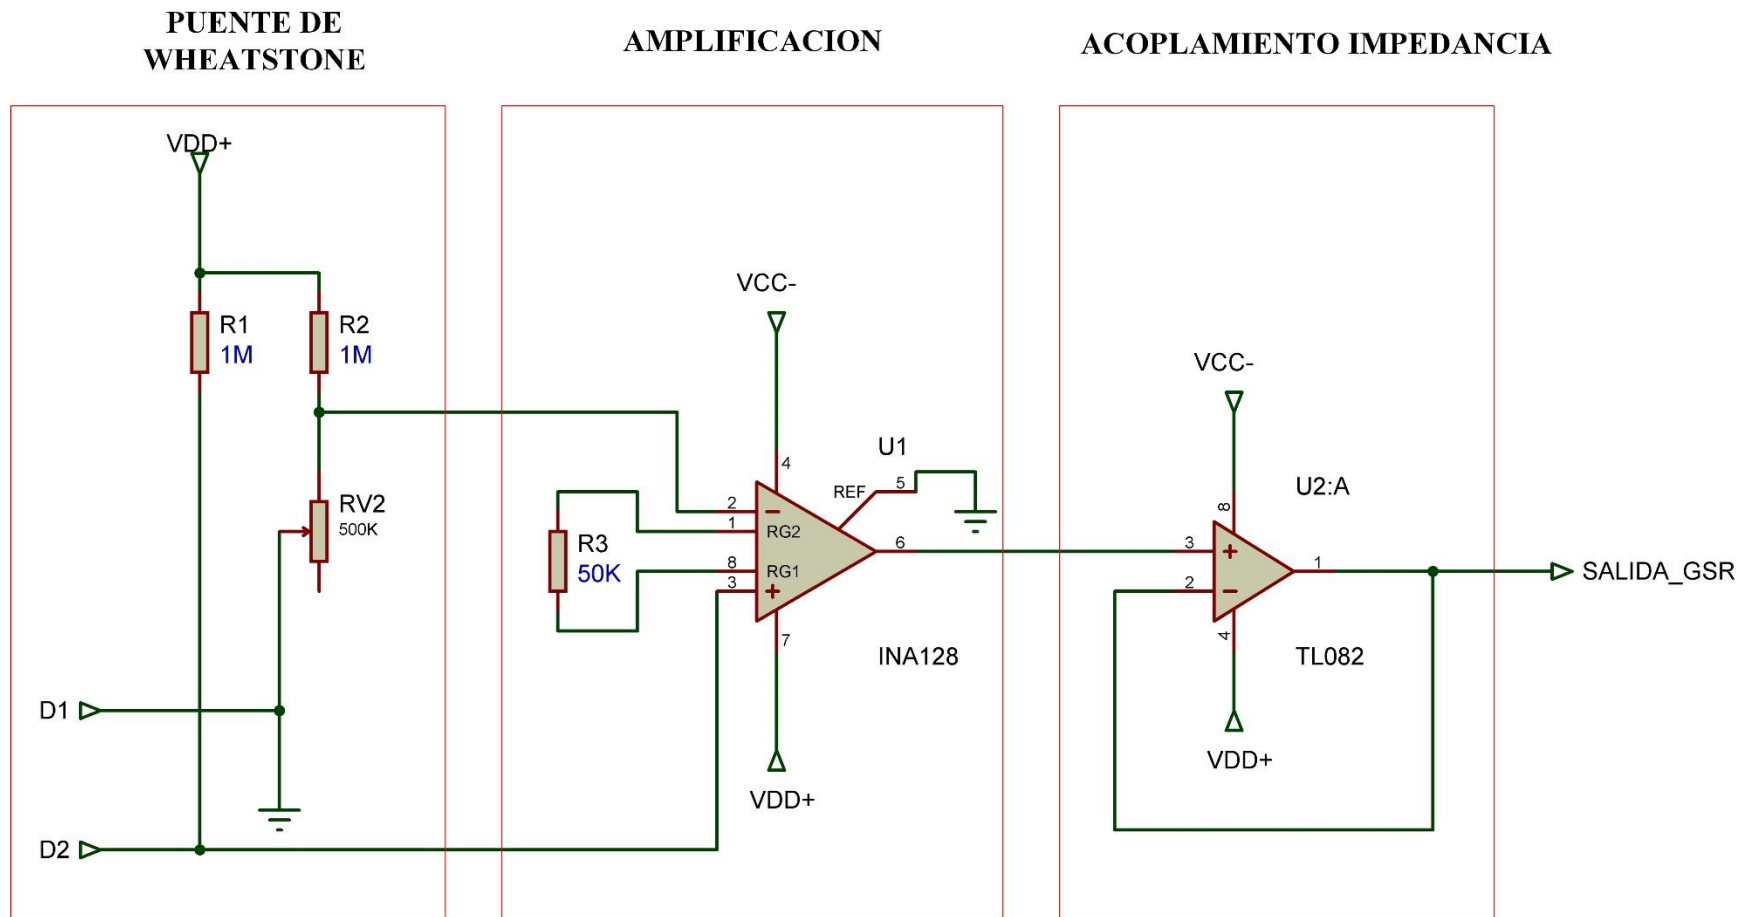 PUENTE DE
WHEATSTONE
AMPLIFICACION
ACOPLAMIENTO IMPEDANCIA
VDD+
R1
1M
R2
1M
RV2
500K
D1
D2
VCC-
4
U1
REF
5
2
1
RG2
R3
50K
8
RG1
3
6
7
INA128
VDD+
VCC-
8
U2:A
3
2
1
4
TL082
VDD+
SALIDA_GSR